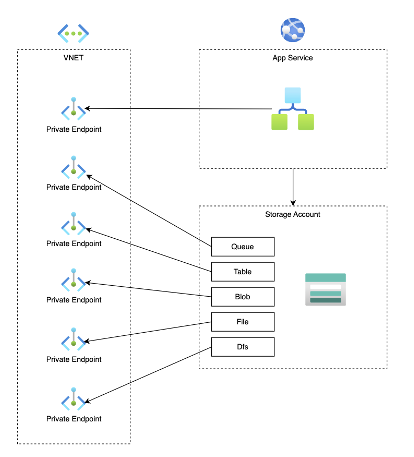 VNET
App Service
Private Endpoint
Private Endpoint
Storage Account
Private Endpoint
Queue
Table
Private Endpoint
Blob
File
Private Endpoint
Dfs
Private Endpoint